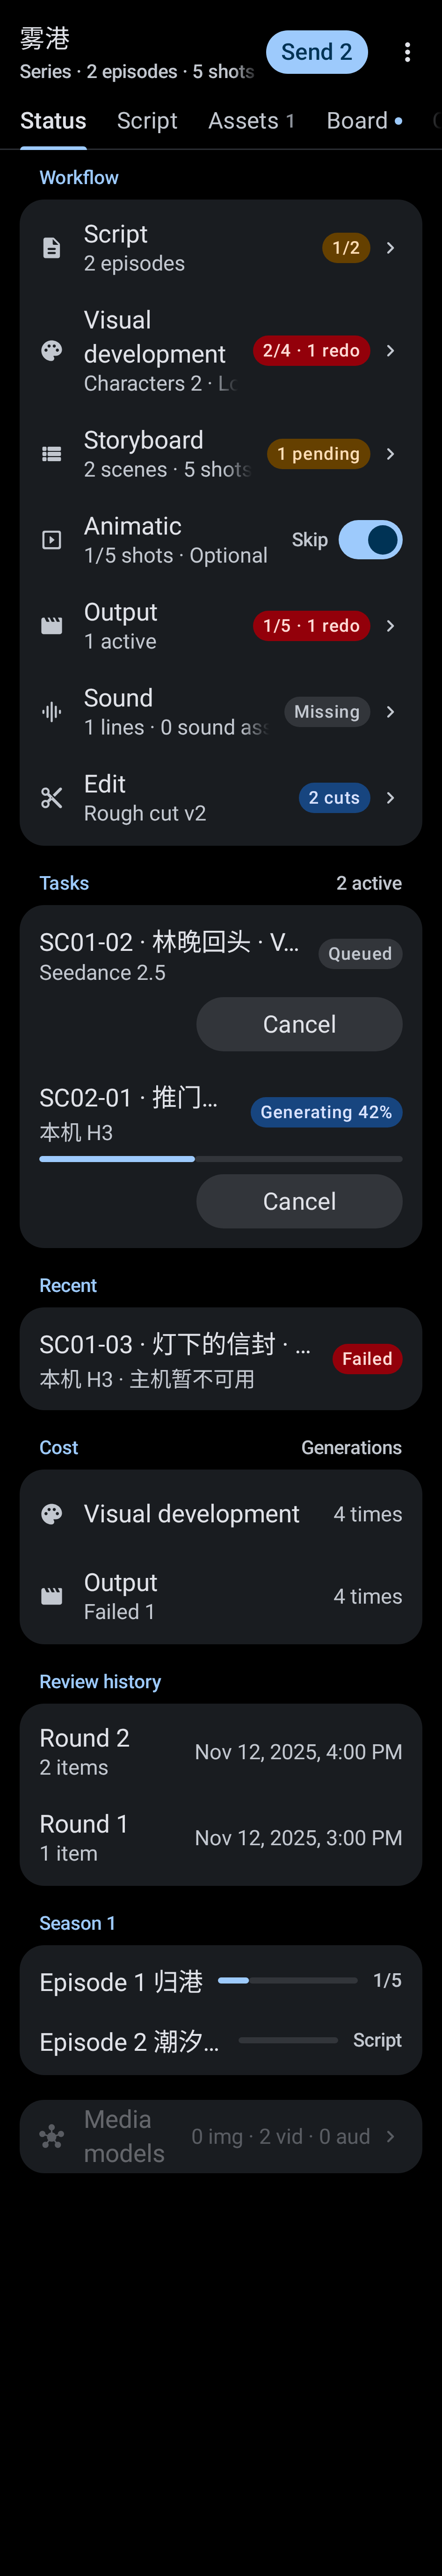 雾港
Send 2
Series · 2 episodes · 5 shots
Status
Script
Assets 1
Board
Workflow
Script
2 episodes
1/2
Visual
development
Characters 2 · Lo
2/4 · 1 redo
Storyboard
2 scenes · 5 shots
1 pending
Animatic
1/5 shots · Optional
Skip
Output
1 active
1/5 · 1 redo
Sound
1 lines · 0 sound ass
Missing
Edit
Rough cut v2
2 cuts
Tasks
2 active
SC01-02 · 林晚回头 · V...
Seedance 2.5
Queued
Cancel
SC02-01 · 推门...
本机 H3
Generating 42%
Cancel
Recent
SC01-03 · 灯下的信封 · ...
本机 H3 · 主机暂不可用
Failed
Cost
Generations
Visual development
4 times
Output
Failed 1
4 times
Review history
Round 2
2 items
Nov 12, 2025, 4:00 PM
Round 1
1 item
Nov 12, 2025, 3:00 PM
Season 1
Episode 1 归港
1/5
Episode 2 潮汐...
Script
Media
models
0 img · 2 vid · 0 aud